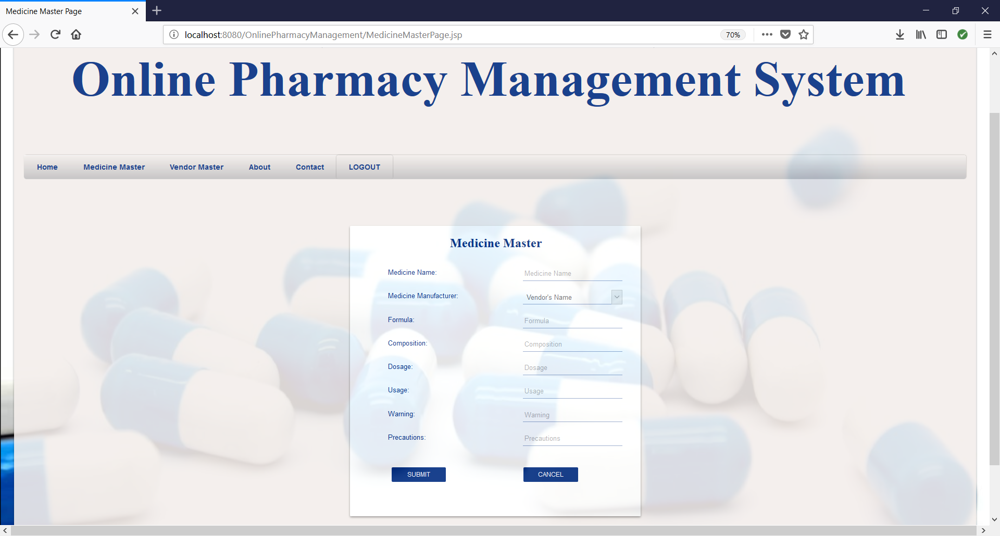 Medicine Master Page
localhost:8080/OnlinePharmacyManagement/MedicineMasterPage.jsp
70%
Online Pharmacy Management System
Home Medicine Master Vendor Master About Contact LOGOUT
Medicine Master
Medicine Name: Medicine Name
Medicine Manufacturer: Vendor's Name
Formula: Formula
Composition: Composition
Dosage: Dosage
Usage: Usage
Warning: Warning
Precautions: Precautions
SUBMIT CANCEL